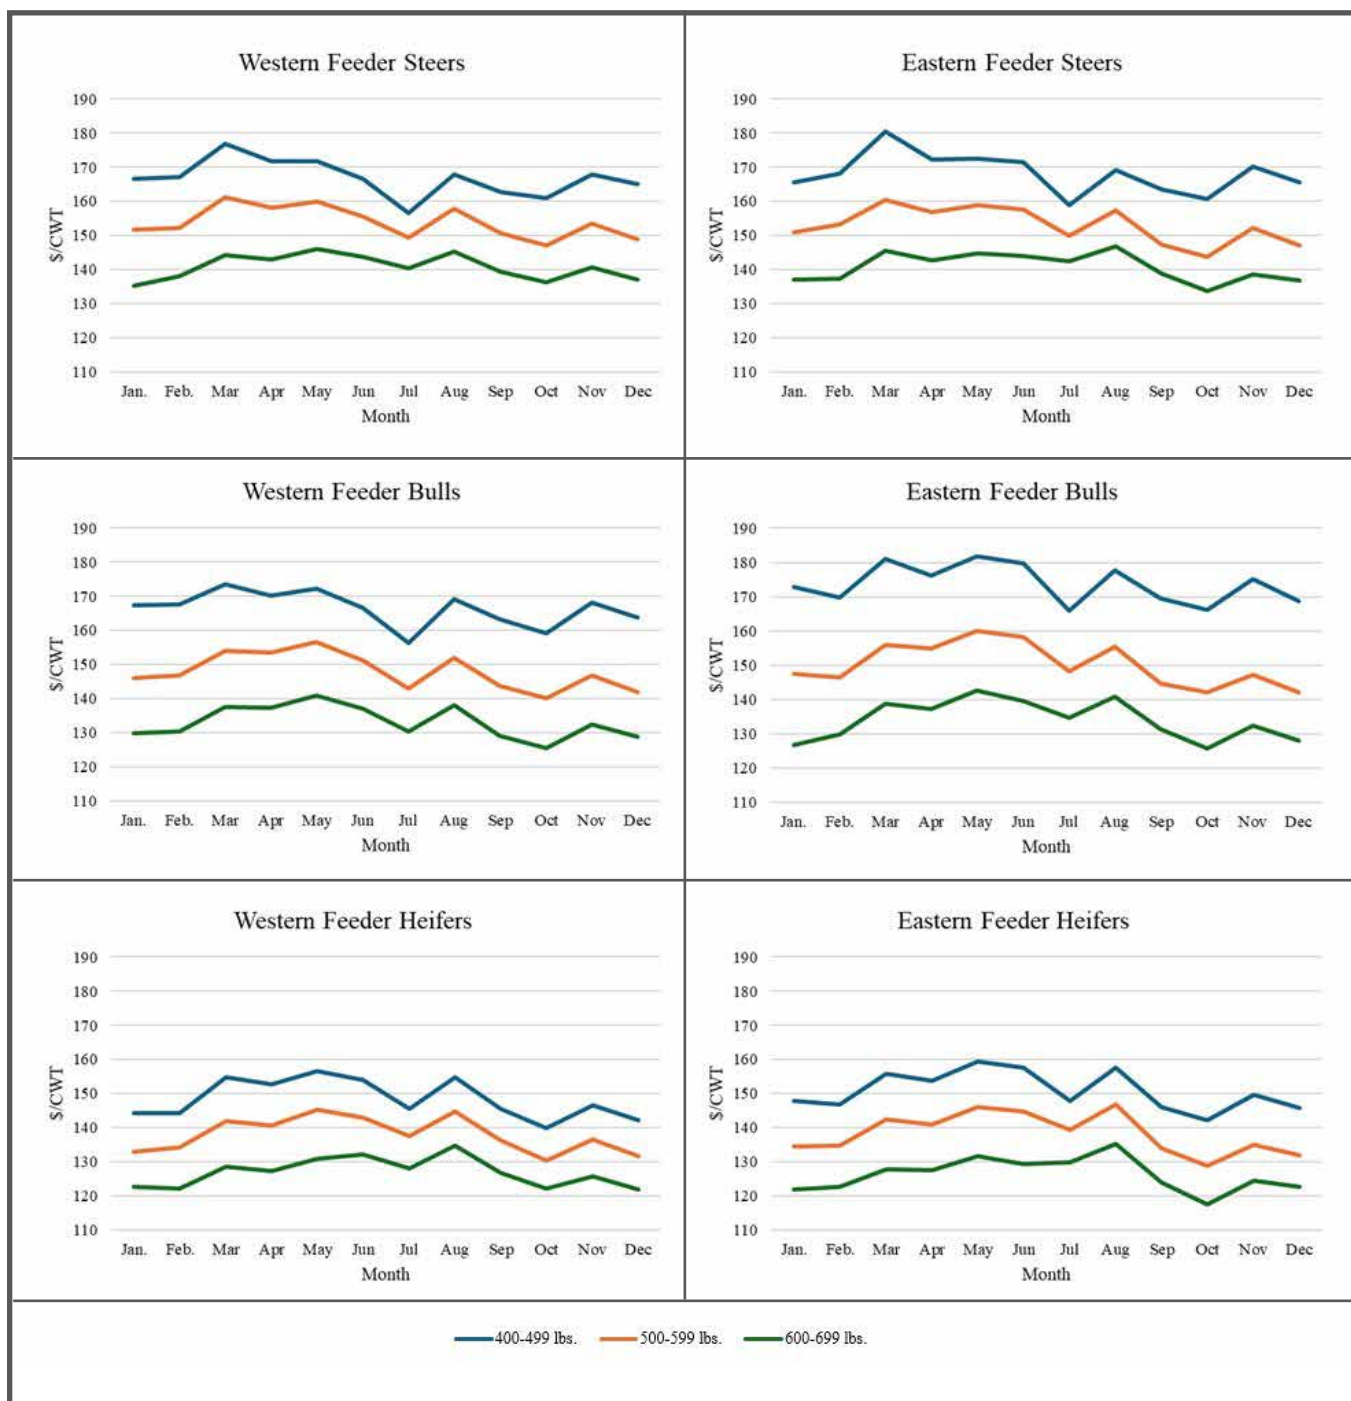 Western Feeder Steers
190
180
170
160
150
140
130
120
110
$/CWT
Jan. Feb. Mar Apr May Jun Jul Aug Sep Oct Nov Dec
Month
Eastern Feeder Steers
190
180
170
160
150
140
130
120
110
$/CWT
Jan. Feb. Mar Apr May Jun Jul Aug Sep Oct Nov Dec
Month
Western Feeder Bulls
190
180
170
160
150
140
130
120
110
$/CWT
Jan. Feb. Mar Apr May Jun Jul Aug Sep Oct Nov Dec
Month
Eastern Feeder Bulls
190
180
170
160
150
140
130
120
110
$/CWT
Jan. Feb. Mar Apr May Jun Jul Aug Sep Oct Nov Dec
Month
Western Feeder Heifers
190
180
170
160
150
140
130
120
110
$/CWT
Jan. Feb. Mar Apr May Jun Jul Aug Sep Oct Nov Dec
Month
Eastern Feeder Heifers
190
180
170
160
150
140
130
120
110
$/CWT
Jan. Feb. Mar Apr May Jun Jul Aug Sep Oct Nov Dec
Month
400-499 lbs. 500-599 lbs. 600-699 lbs.